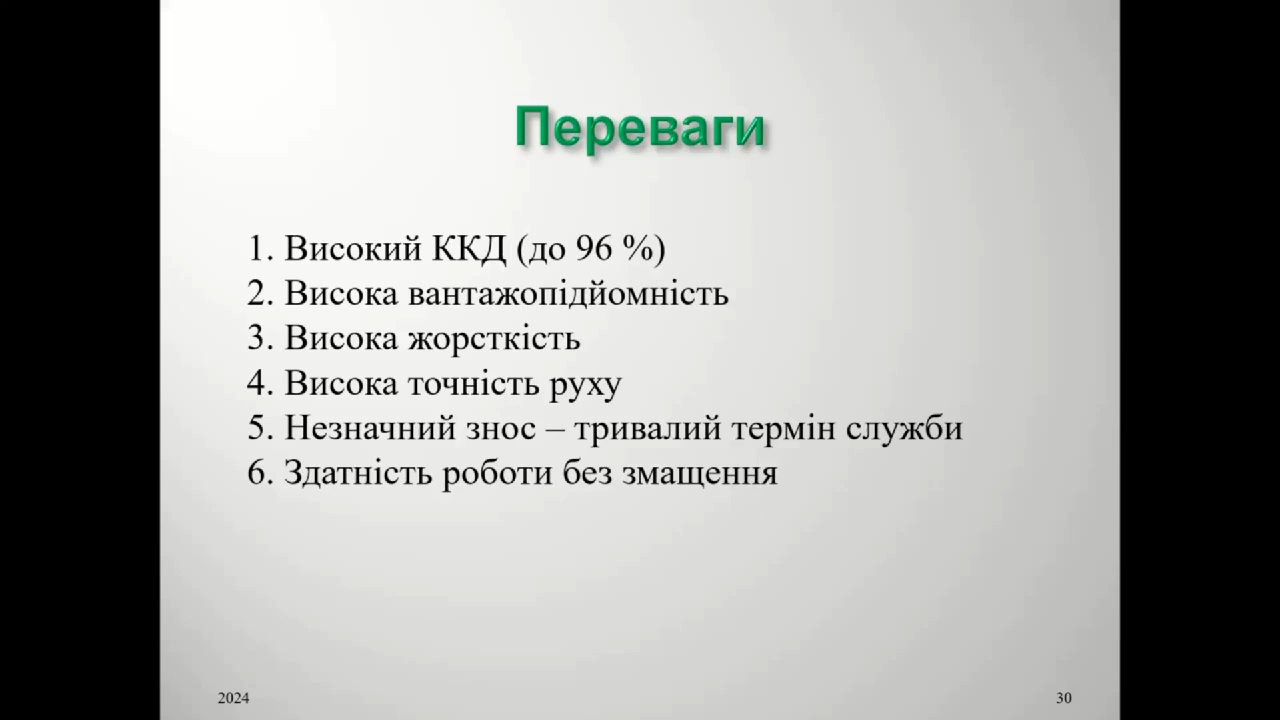 Переваги
1. Високий ККД (до 96 %)
2. Висока вантажопідйомність
3. Висока жорсткість
4. Висока точність руху
5. Незначний знос – тривалий термін служби
6. Здатність роботи без змащення
2024
30